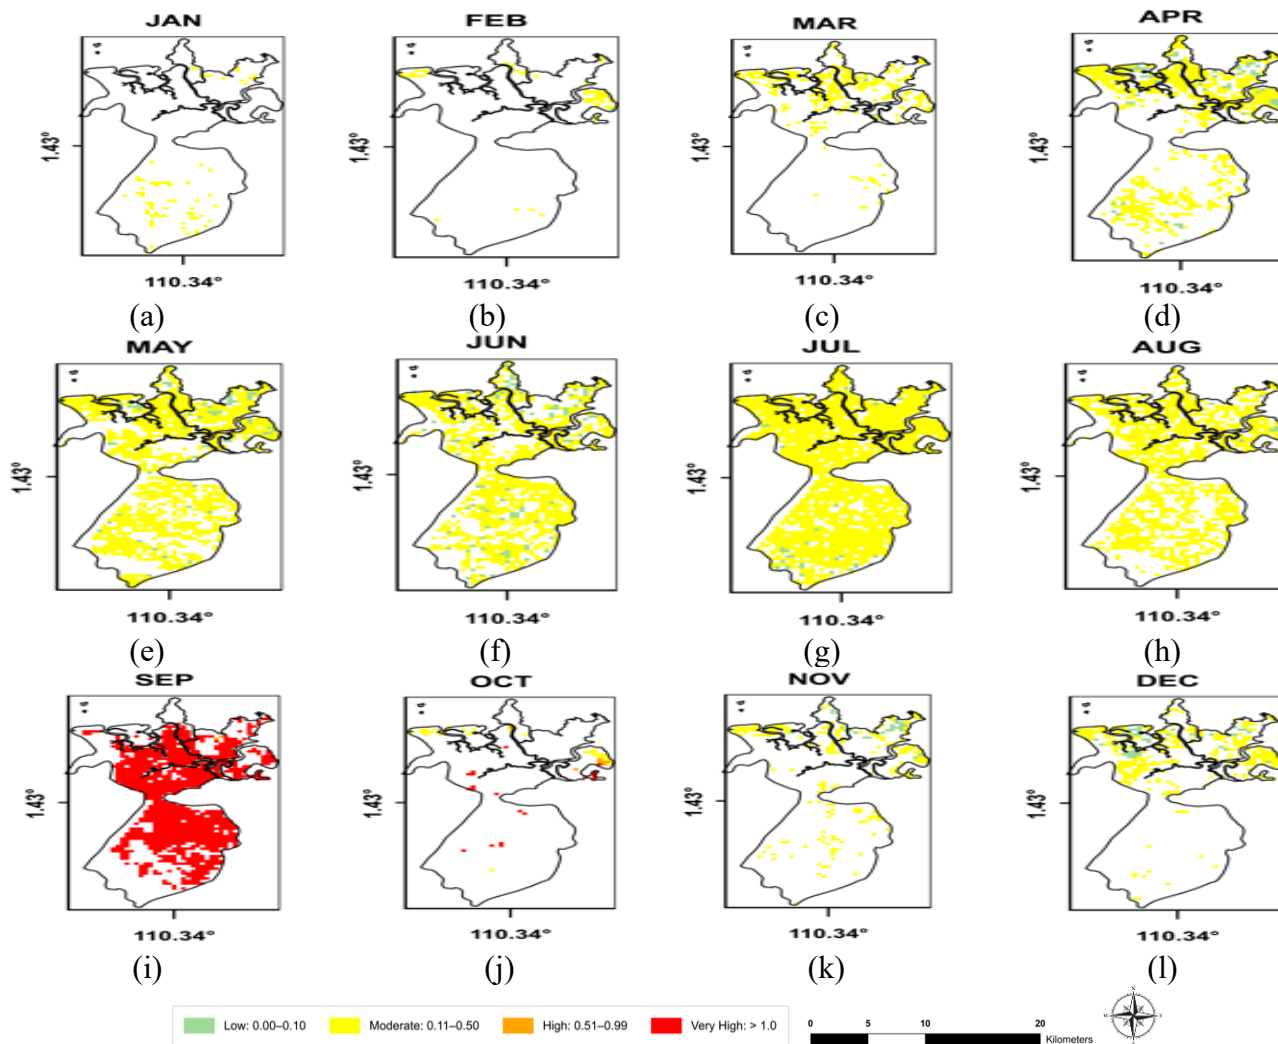 JAN FEB MAR APR
1.43° 1.43° 1.43° 1.43°
110.34° 110.34° 110.34° 110.34°
(a) (b) (c) (d)
MAY JUN JUL AUG
1.43° 1.43° 1.43° 1.43°
110.34° 110.34° 110.34° 110.34°
(e) (f) (g) (h)
SEP OCT NOV DEC
1.43° 1.43° 1.43° 1.43°
110.34° 110.34° 110.34° 110.34°
(i) (j) (k) (l)
Low: 0.00–0.10 Moderate: 0.11–0.50 High: 0.51–0.99 Very High: > 1.0
0 5 10 20
Kilometers